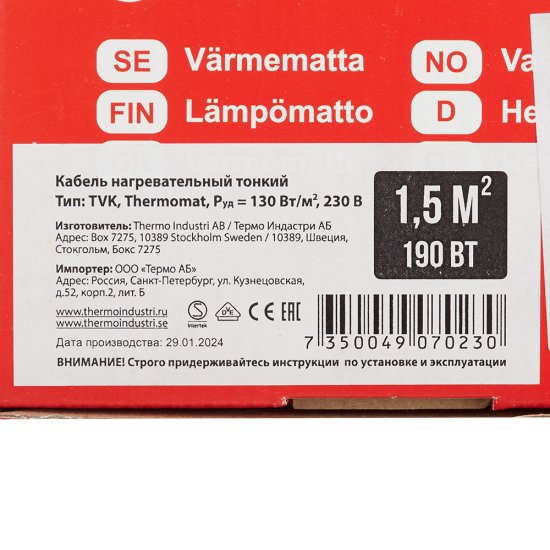 SE Värmematta NO
FIN Lämpömatto D
Кабель нагревательный тонкий
Тип: TVK, Thermomat, Pуд = 130 Вт/м², 230 В
1,5 М²
190 ВТ
Изготовитель: Thermo Industri AB / Термо Индастри АБ
Адрес: Box 7275, 10389 Stockholm Sweden / 10389, Швеция,
Стокгольм, Бокс 7275
Импортер: ООО «Термо АБ»
Адрес: Россия, Санкт-Петербург, ул. Кузнецовская,
д.52, корп.2, лит. Б
www.thermoindustri.ru
www.thermoindustri.se
S Intertek DVE CE EAC
Дата производства: 29.01.2024
7 350049 070230
ВНИМАНИЕ! Строго придерживайтесь инструкции по установке и эксплуатации